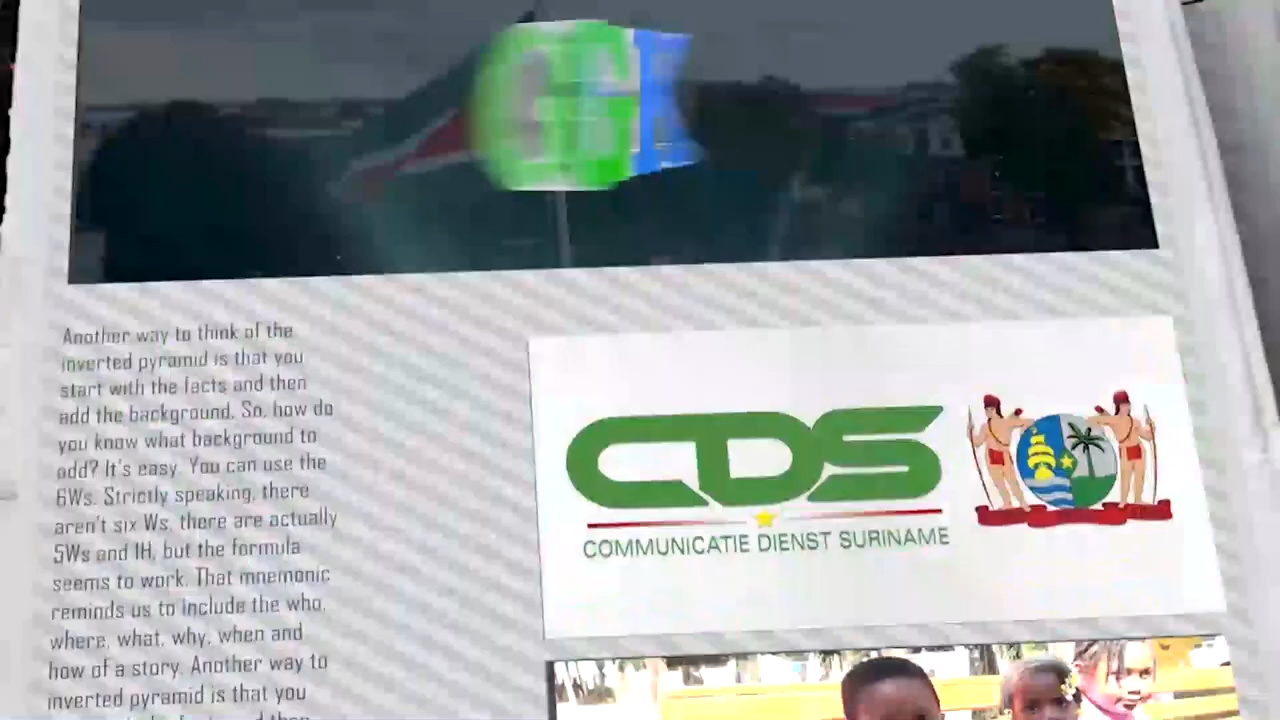 Another way to think of the
inverted pyramid is that you
start with the facts and then
add the background. So, how do
you know what background to
add? It's easy. You can use the
6Ws. Strictly speaking, there
aren't six Ws, there are actually
5Ws and 1H, but the formula
seems to work. That mnemonic
reminds us to include the who,
where, what, why, when and
how of a story. Another way to
inverted pyramid is that you
CDS
COMMUNICATIE DIENST SURINAME